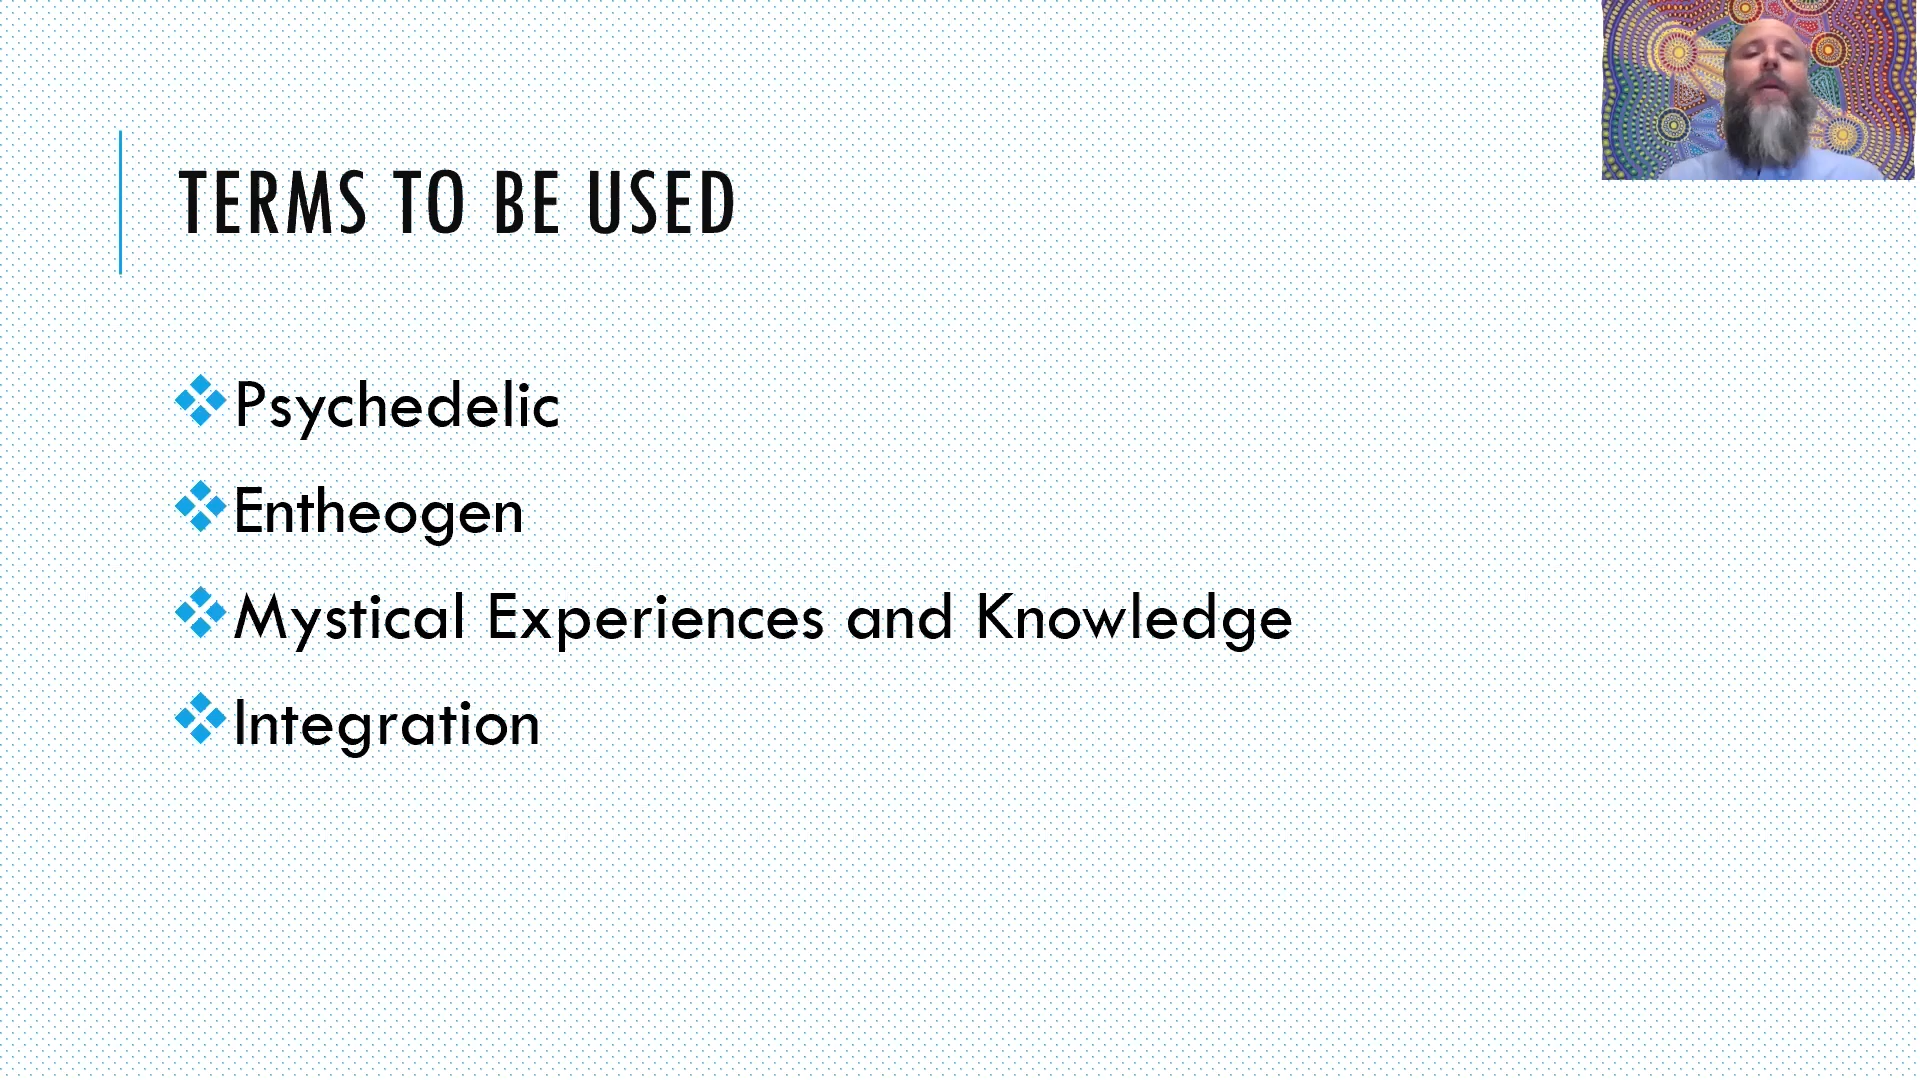 TERMS TO BE USED
Psychedelic
Entheogen
Mystical Experiences and Knowledge
Integration